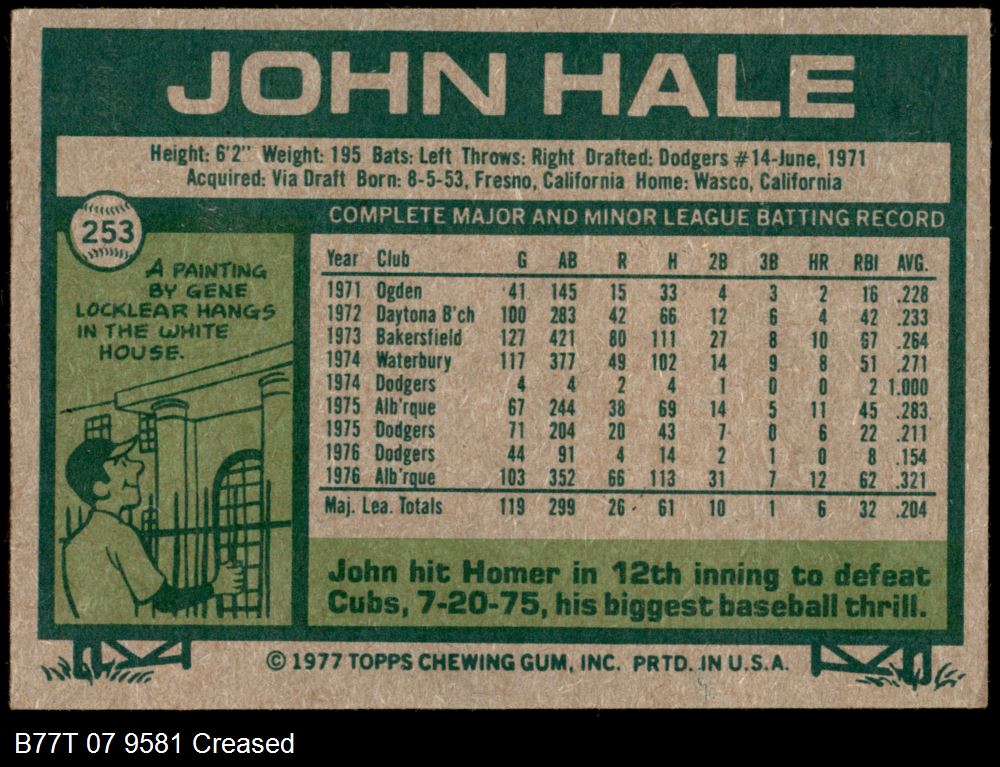 JOHN HALE
Height: 6'2" Weight: 195 Bats: Left Throws: Right Drafted: Dodgers #14-June, 1971
Acquired: Via Draft Born: 8-5-53, Fresno, California Home: Wasco, California
253
COMPLETE MAJOR AND MINOR LEAGUE BATTING RECORD
A PAINTING
BY GENE
LOCKLEAR HANGS
IN THE WHITE
HOUSE.
Year Club G AB R H 2B 3B HR RBI AVG.
1971 Ogden 41 145 15 33 4 3 2 16 .228
1972 Daytona B'ch 100 283 42 66 12 6 4 42 .233
1973 Bakersfield 127 421 80 111 27 8 10 67 .264
1974 Waterbury 117 377 49 102 14 9 8 51 .271
1974 Dodgers 4 4 2 4 1 0 0 2 1.000
1975 Alb'rque 67 244 38 69 14 5 11 45 .283
1975 Dodgers 71 204 20 43 7 0 6 22 .211
1976 Dodgers 44 91 4 14 2 1 0 8 .154
1976 Alb'rque 103 352 66 113 31 7 12 62 .321
Maj. Lea. Totals 119 299 26 61 10 1 6 32 .204
John hit Homer in 12th inning to defeat
Cubs, 7-20-75, his biggest baseball thrill.
© 1977 TOPPS CHEWING GUM, INC. PRTD. IN U.S.A.
B77T 07 9581 Creased